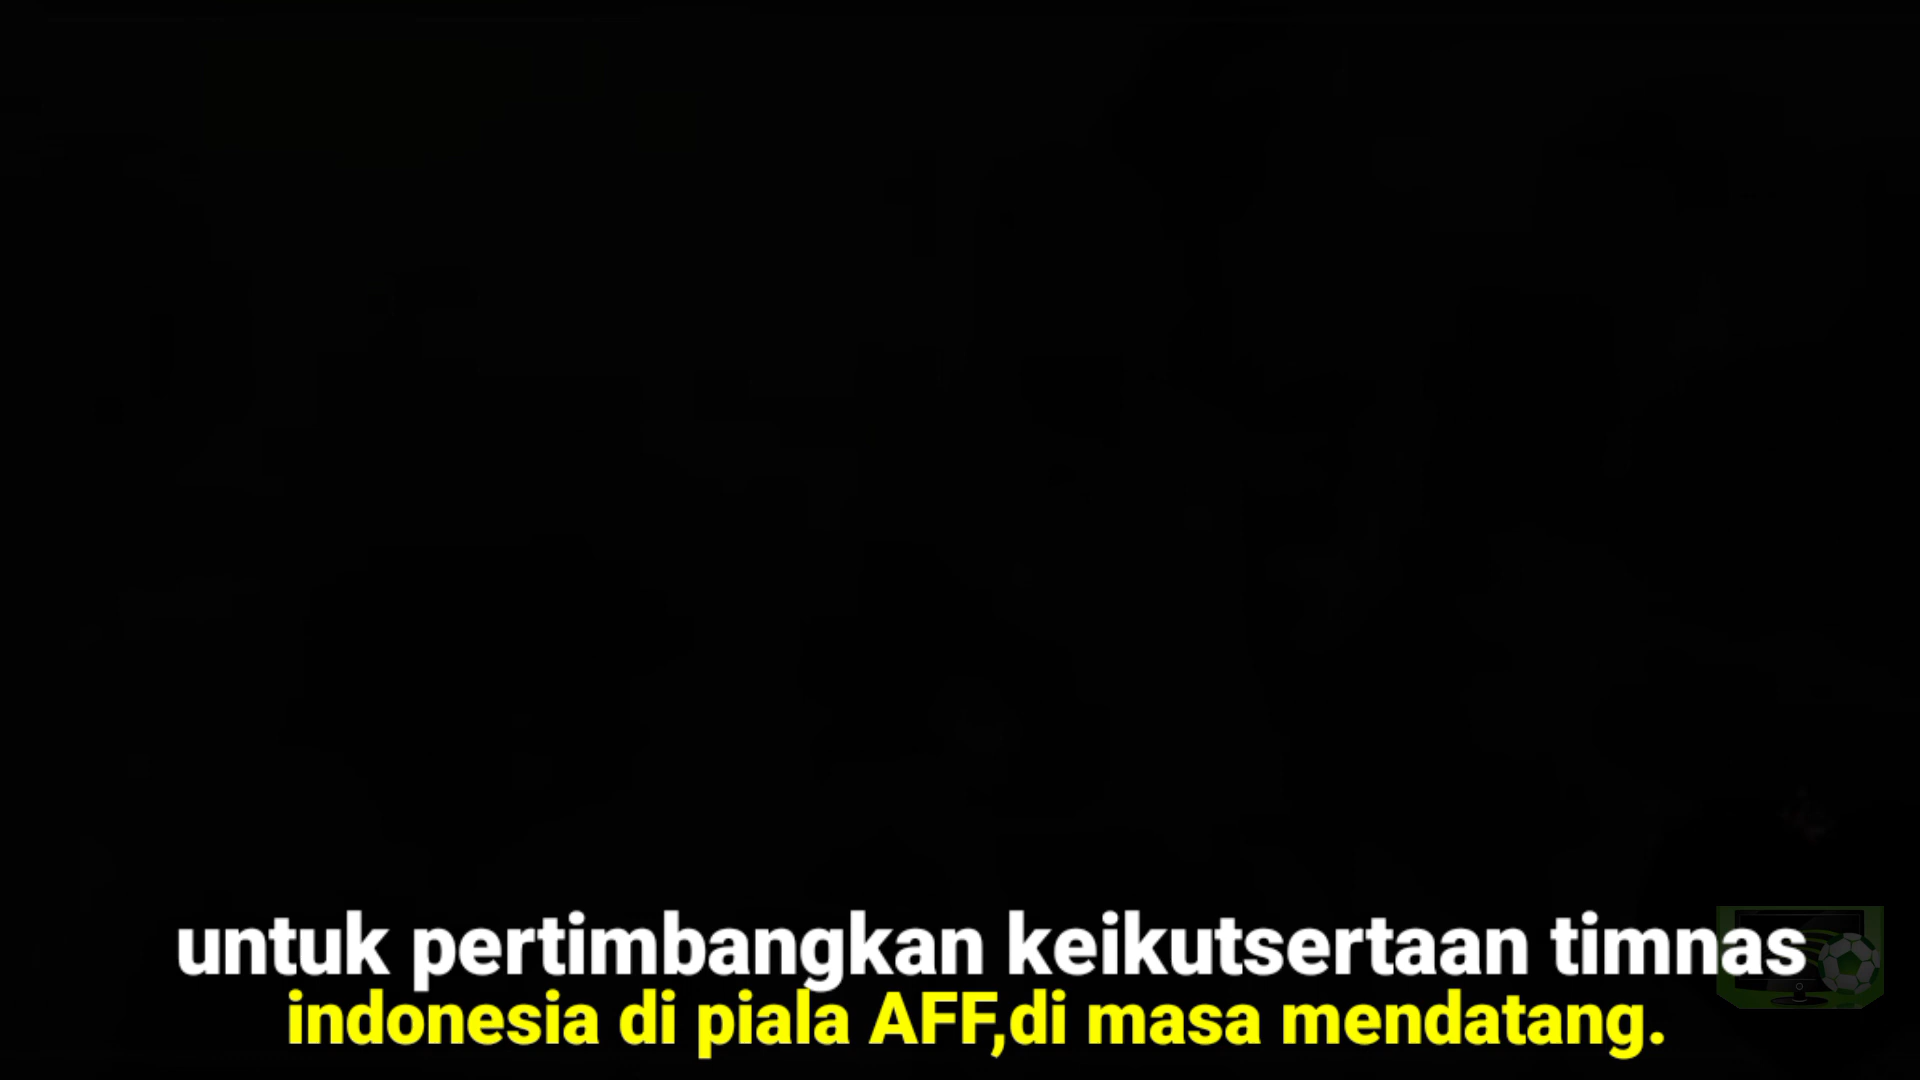 untuk pertimbangkan keikutsertaan timnas
indonesia di piala AFF,di masa mendatang.